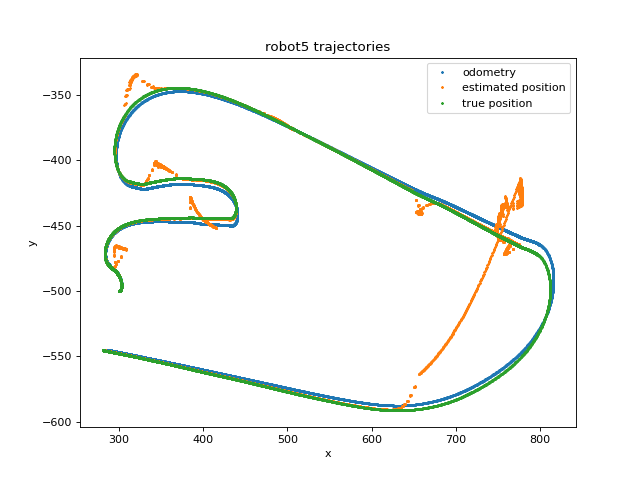 robot5 trajectories
odometry
estimated position
true position
y
−350
−400
−450
−500
−550
−600
300 400 500 600 700 800
x